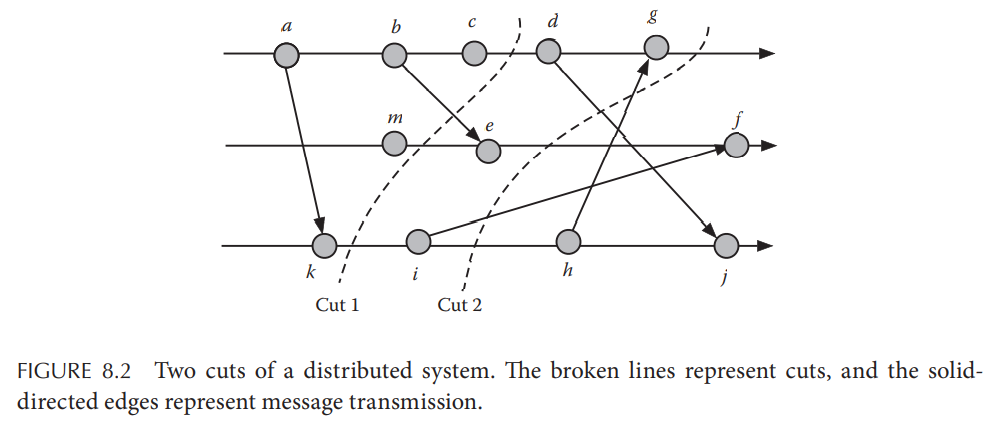 a b c d g
m e f
k i h j
Cut 1 Cut 2
FIGURE 8.2 Two cuts of a distributed system. The broken lines represent cuts, and the solid-
directed edges represent message transmission.